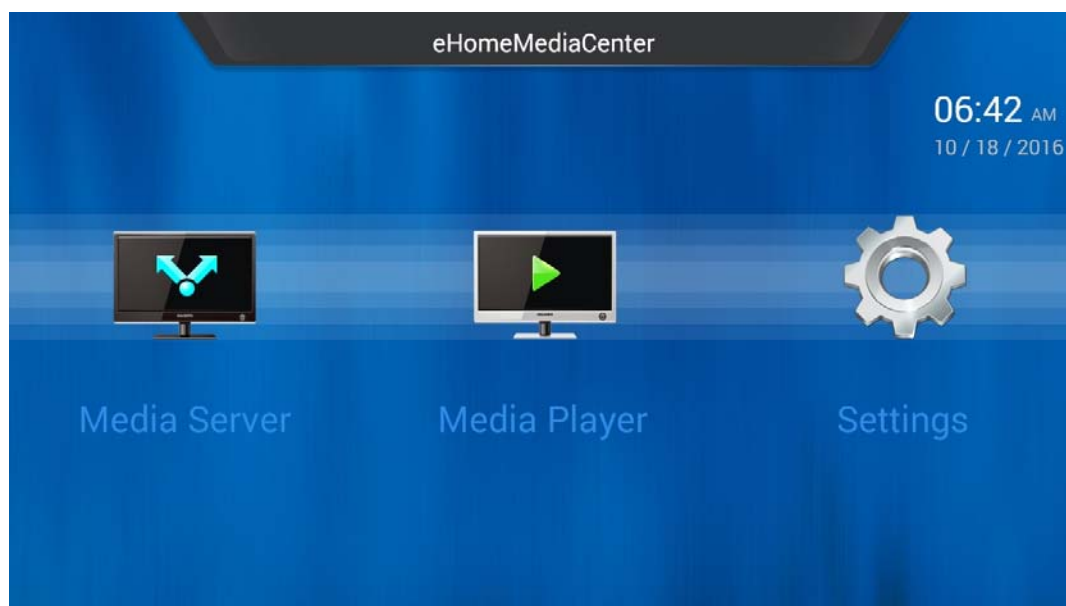 eHomeMediaCenter
06:42 AM
10 / 18 / 2016
Media Server
Media Player
Settings